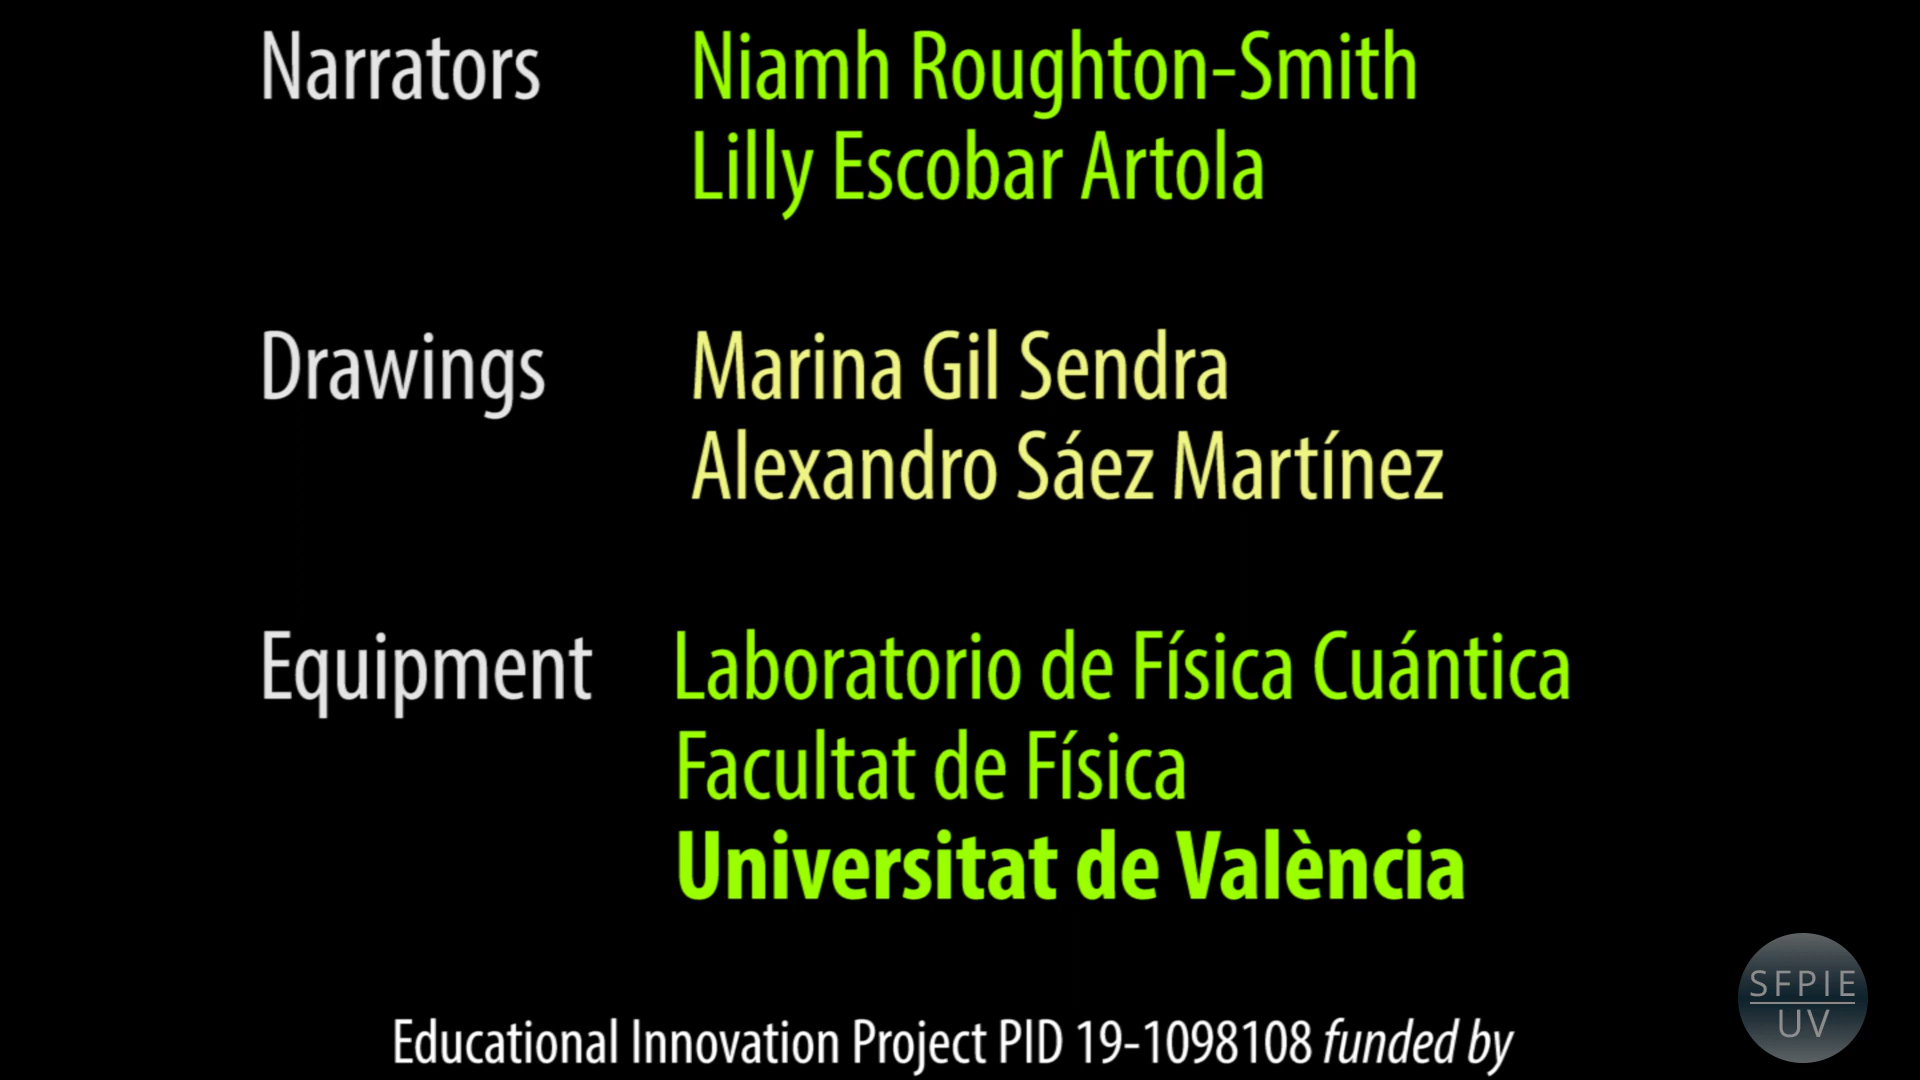 Narrators Niamh Roughton-Smith
Lilly Escobar Artola
Drawings Marina Gil Sendra
Alexandro Sáez Martínez
Equipment Laboratorio de Física Cuántica
Facultat de Física
Universitat de València
Educational Innovation Project PID 19-1098108 funded by
SFPIE
UV